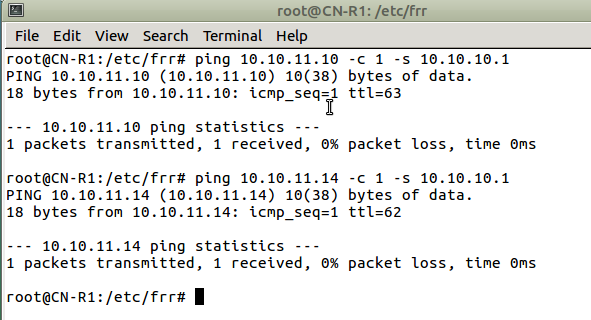 root@CN-R1: /etc/frr
File Edit View Search Terminal Help
root@CN-R1:/etc/frr# ping 10.10.11.10 -c 1 -s 10.10.10.1
PING 10.10.11.10 (10.10.11.10) 10(38) bytes of data.
18 bytes from 10.10.11.10: icmp_seq=1 ttl=63
--- 10.10.11.10 ping statistics ---
1 packets transmitted, 1 received, 0% packet loss, time 0ms
root@CN-R1:/etc/frr# ping 10.10.11.14 -c 1 -s 10.10.10.1
PING 10.10.11.14 (10.10.11.14) 10(38) bytes of data.
18 bytes from 10.10.11.14: icmp_seq=1 ttl=62
--- 10.10.11.14 ping statistics ---
1 packets transmitted, 1 received, 0% packet loss, time 0ms
root@CN-R1:/etc/frr#